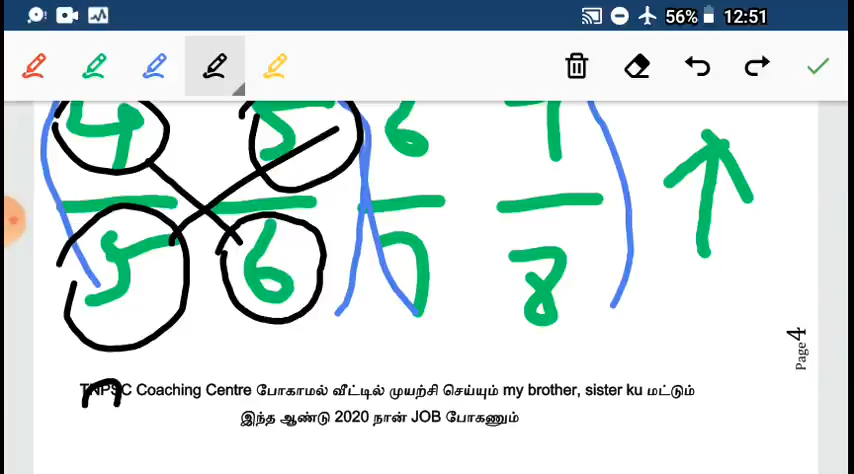 56% 12:51
4 5 6 7
5 6 7 8
Page 4
TNPSC Coaching Centre போகாமல் வீட்டில் முயற்சி செய்யும் my brother, sister ku மட்டும்
இந்த ஆண்டு 2020 நான் JOB போகணும்